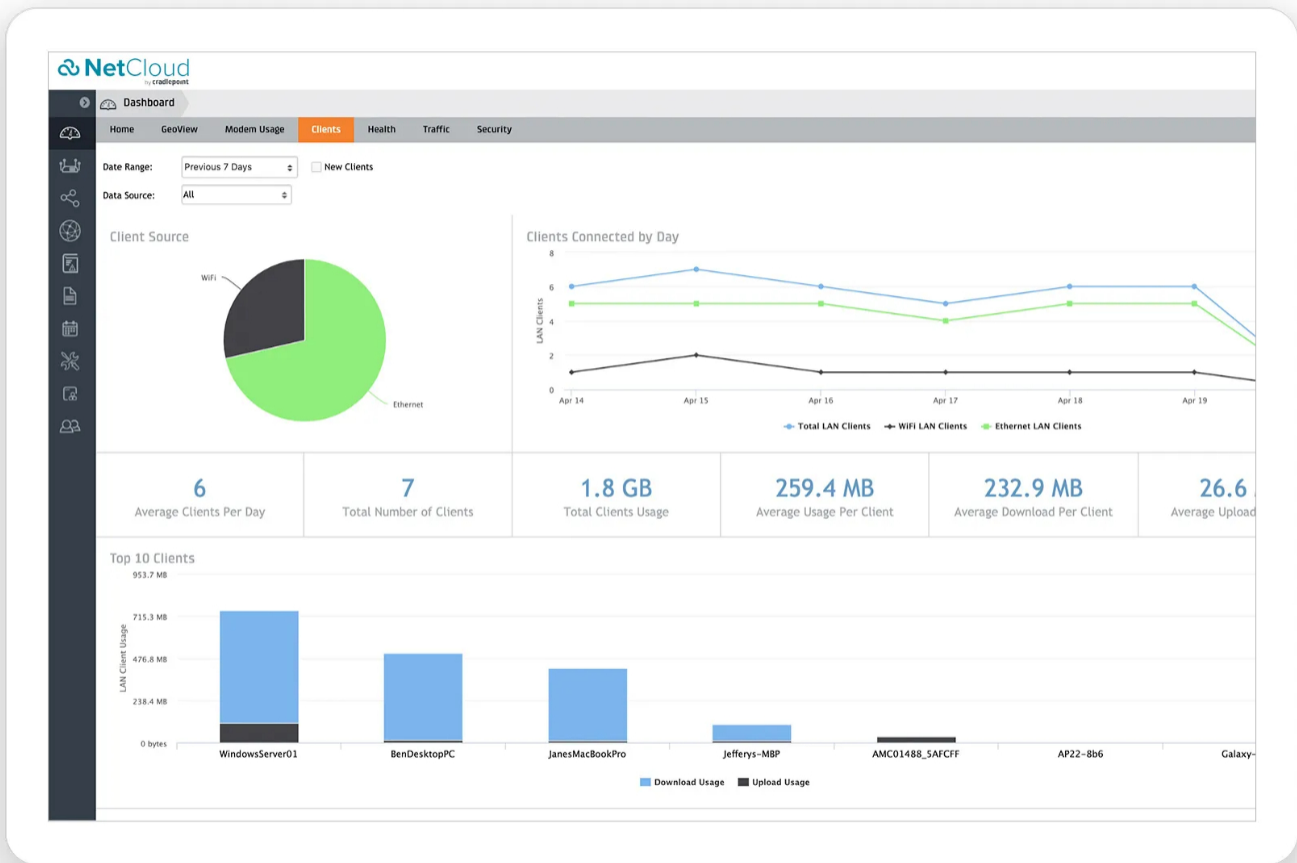 NetCloud
by cradlepoint
Dashboard
Home GeoView Modem Usage Clients Health Traffic Security
Date Range: Previous 7 Days New Clients
Data Source: All
Client Source
WiFi
Ethernet
Clients Connected by Day
LAN Clients
8
6
4
2
0
Apr 14 Apr 15 Apr 16 Apr 17 Apr 18 Apr 19
Total LAN Clients WiFi LAN Clients Ethernet LAN Clients
6
Average Clients Per Day
7
Total Number of Clients
1.8 GB
Total Clients Usage
259.4 MB
Average Usage Per Client
232.9 MB
Average Download Per Client
26.6
Average Upload
Top 10 Clients
LAN Client Usage
953.7 MB
715.3 MB
476.8 MB
238.4 MB
0 bytes
WindowsServer01 BenDesktopPC JanesMacBookPro Jefferys-MBP AMC01488_5AFCFF AP22-8b6 Galaxy-
Download Usage Upload Usage